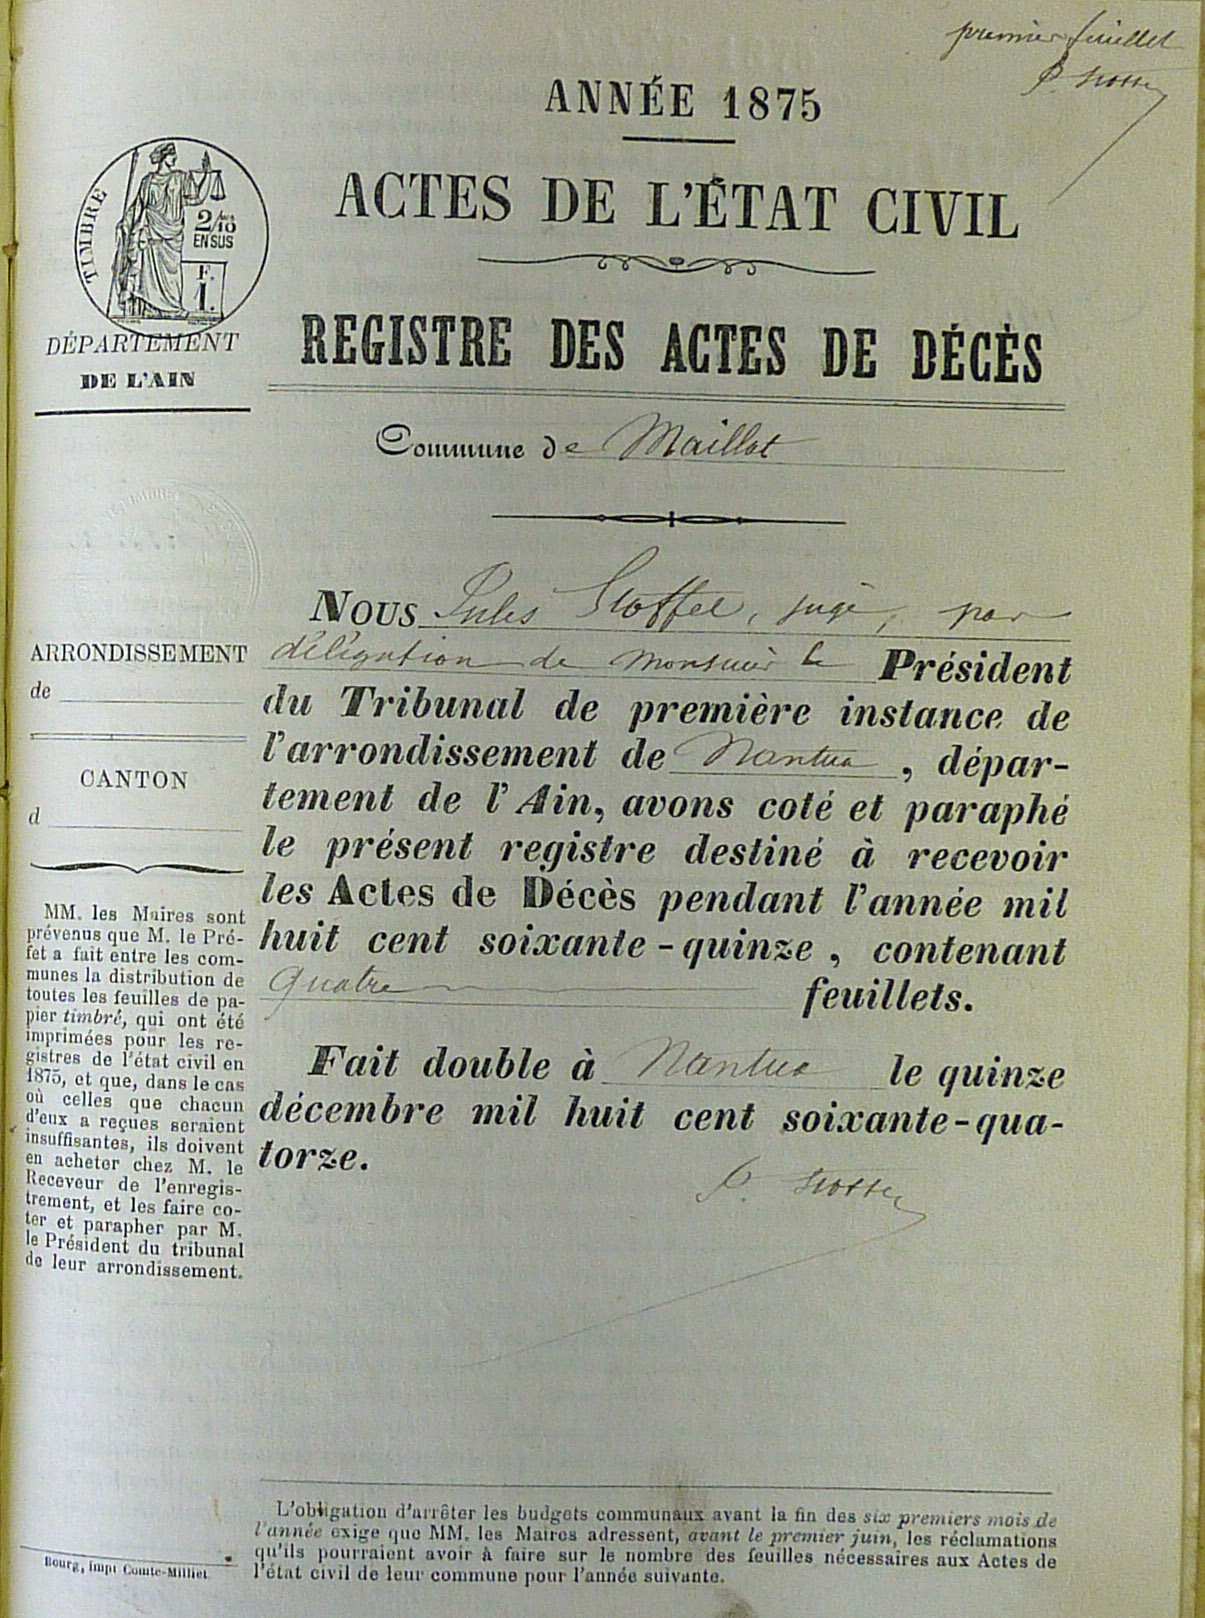 premier feuillet
ANNÉE 1875
ACTES DE L'ÉTAT CIVIL
TIMBRE
2/10
EN SUS
F.
1.
DÉPARTEMENT
DE L'AIN
REGISTRE DES ACTES DE DÉCÈS
Commune de Maillat
NOUS Jules Stoffel, juge, par
délégation de monsieur le Président
du Tribunal de première instance de
l'arrondissement de Nantua, dépar-
tement de l'Ain, avons coté et paraphé
le présent registre destiné à recevoir
les Actes de Décès pendant l'année mil
huit cent soixante-quinze, contenant
quatre feuillets.
Fait double à Nantua le quinze
décembre mil huit cent soixante-qua-
torze.
ARRONDISSEMENT
de
CANTON
d
MM. les Maires sont
prévenus que M. le Pré-
fet a fait entre les com-
munes la distribution de
toutes les feuilles de pa-
pier timbré, qui ont été
imprimées pour les re-
gistres de l'état civil en
1875, et que, dans le cas
où celles que chacun
d'eux a reçues seraient
insuffisantes, ils doivent
en acheter chez M. le
Receveur de l'enregis-
trement, et les faire co-
ter et parapher par M.
le Président du tribunal
de leur arrondissement.
L'obligation d'arrêter les budgets communaux avant la fin des six premiers mois de
l'année exige que MM. les Maires adressent, avant le premier juin, les réclamations
qu'ils pourraient avoir à faire sur le nombre des feuilles nécessaires aux Actes de
l'état civil de leur commune pour l'année suivante.
Bourg, Imp. Comte-Milliet